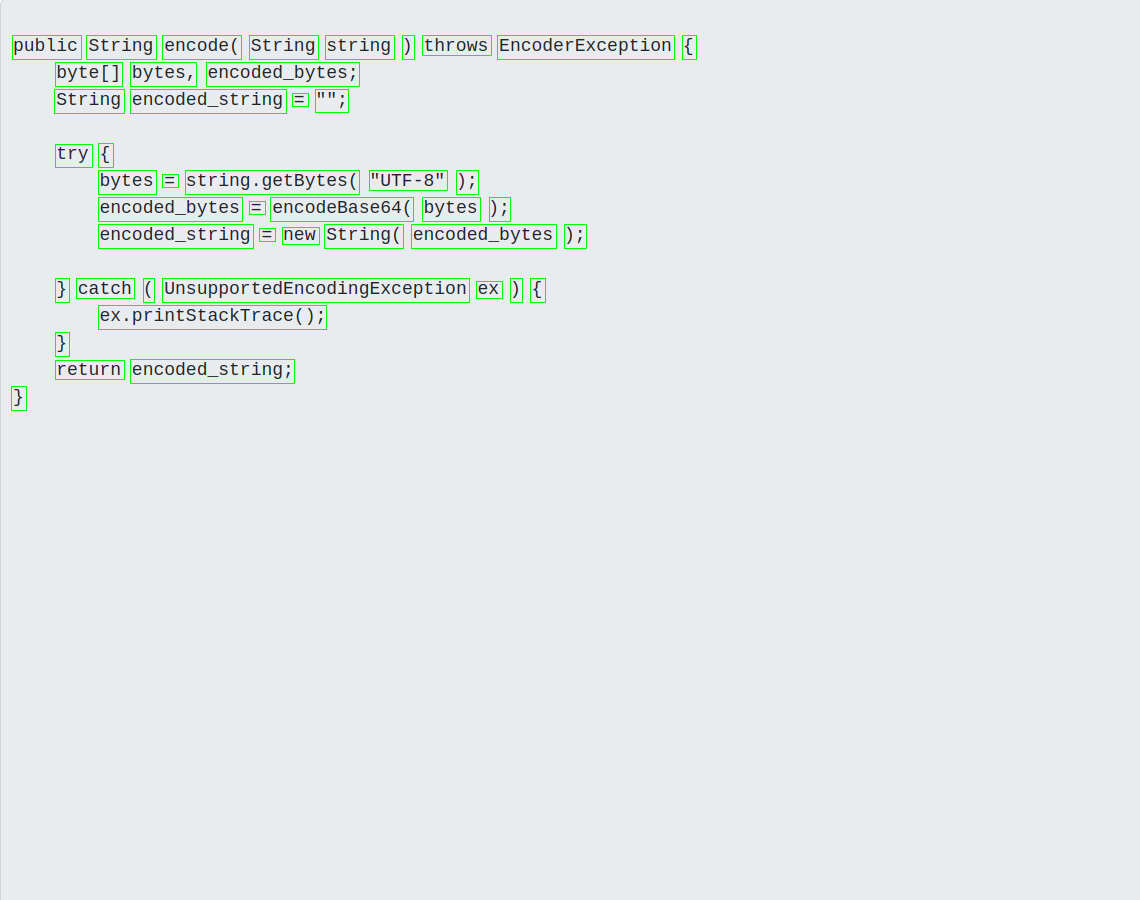 public String encode( String string ) throws EncoderException {
    byte[] bytes, encoded_bytes;
    String encoded_string = "";

    try {
        bytes = string.getBytes( "UTF-8" );
        encoded_bytes = encodeBase64( bytes );
        encoded_string = new String( encoded_bytes );

    } catch ( UnsupportedEncodingException ex ) {
        ex.printStackTrace();
    }
    return encoded_string;
}